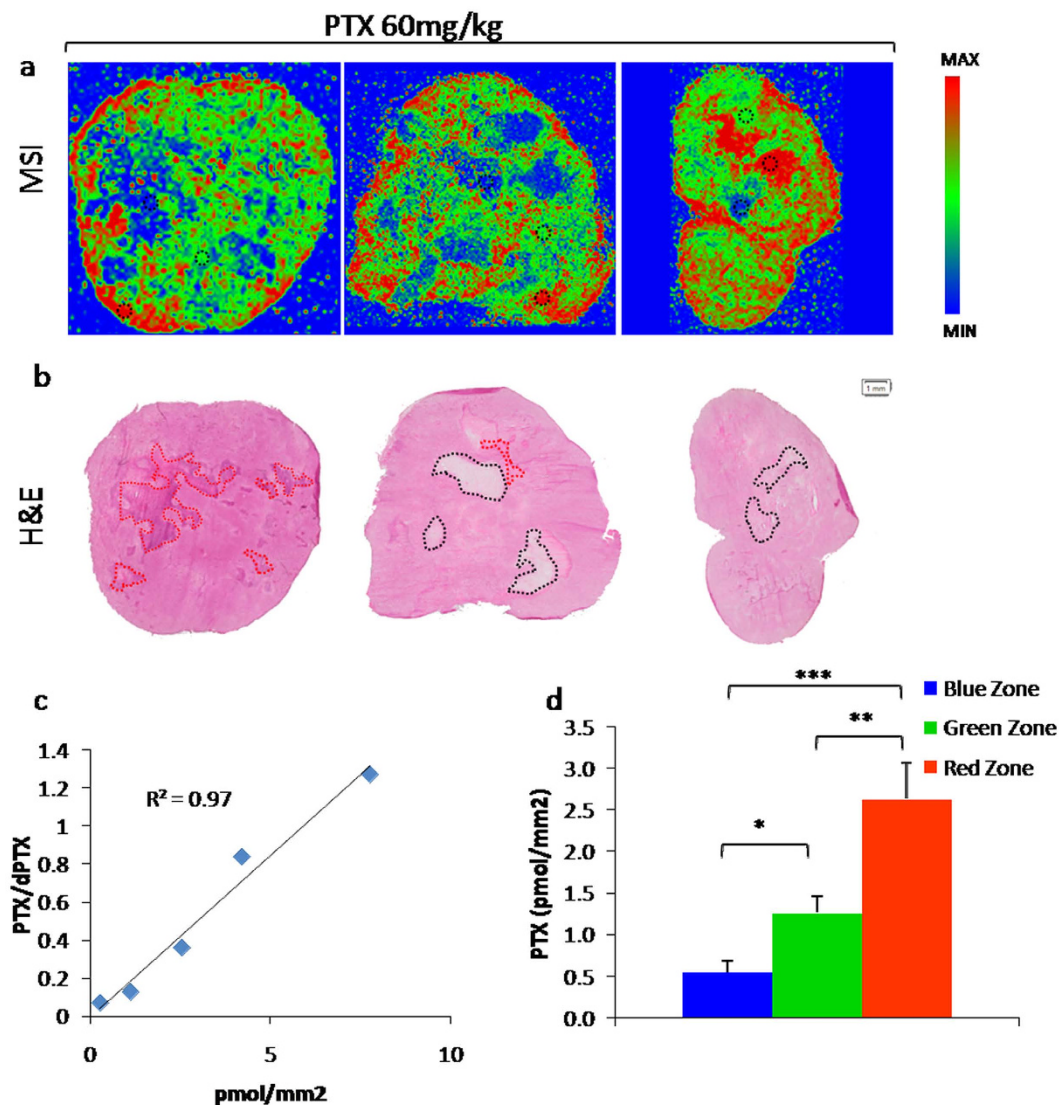 PTX 60mg/kg
a
MSI
MAX
MIN
b
H&E
1 mm
c
PTX/dPTX
1.4
1.2
1
0.8
0.6
0.4
0.2
0
R² = 0.97
0
5
10
pmol/mm2
d
PTX (pmol/mm2)
3.5
3.0
2.5
2.0
1.5
1.0
0.5
0.0
*
**
***
Blue Zone
Green Zone
Red Zone